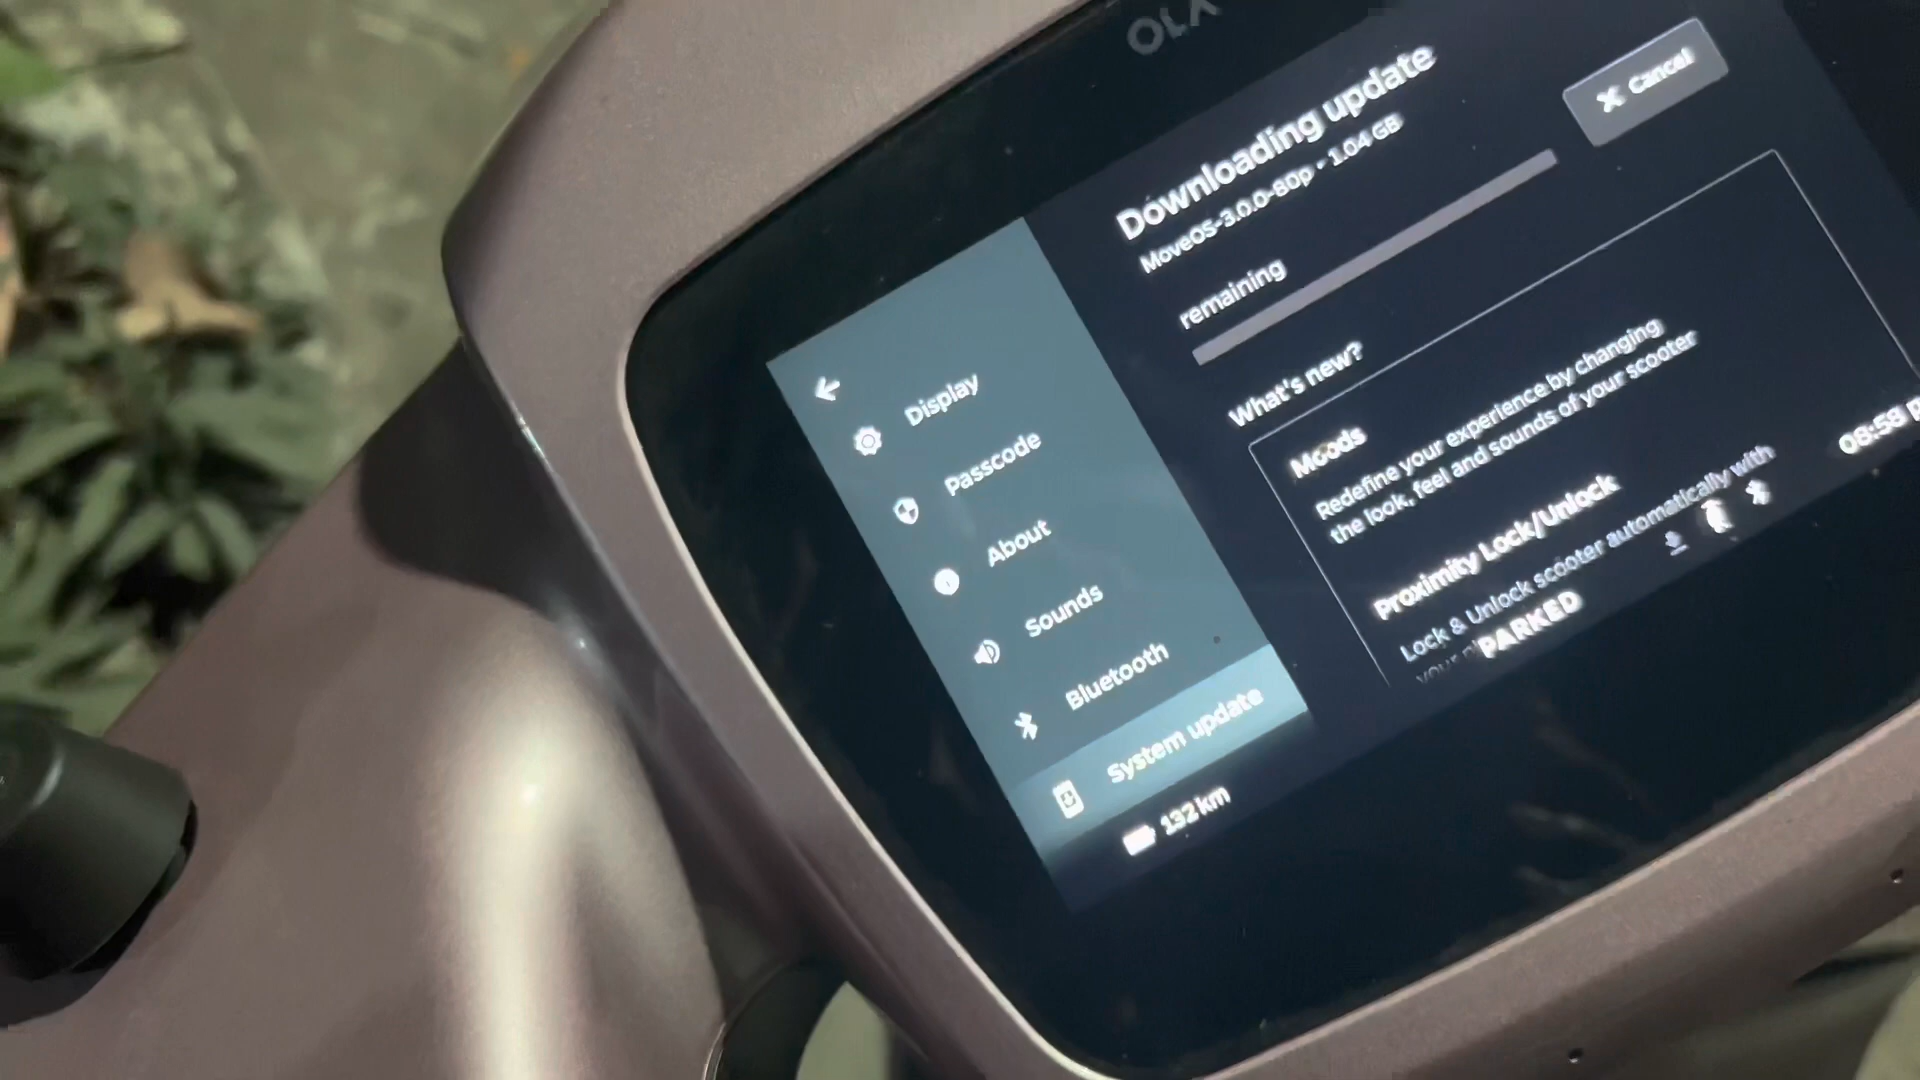 OLA
Downloading update
MoveOS-3.0.0-80p - 1.04 GB
Cancel
remaining
What's new?
Moods
Redefine your experience by changing
the look, feel and sounds of your scooter
Proximity Lock/Unlock
Lock & Unlock scooter automatically with
your
Display
Passcode
About
Sounds
Bluetooth
System update
132 km
PARKED
08:58 p